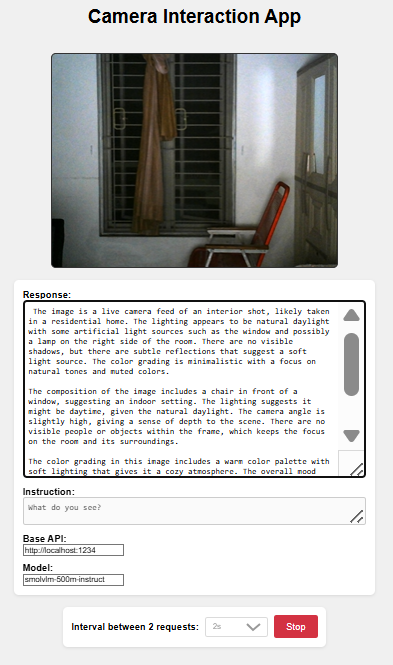 Camera Interaction App
Response:
The image is a live camera feed of an interior shot, likely taken
in a residential home. The lighting appears to be natural daylight
with some artificial light sources such as the window and possibly
a lamp on the right side of the room. There are no visible
shadows, but there are subtle reflections that suggest a soft
light source. The color grading is minimalistic with a focus on
natural tones and muted colors.
The composition of the image includes a chair in front of a
window, suggesting an indoor setting. The lighting suggests it
might be daytime, given the natural daylight. The camera angle is
slightly high, giving a sense of depth to the scene. There are no
visible people or objects within the frame, which keeps the focus
on the room and its surroundings.
The color grading in this image includes a warm color palette with
soft lighting that gives it a cozy atmosphere. The overall mood
Instruction:
What do you see?
Base API:
http://localhost:1234
Model:
smolvlm-500m-instruct
Interval between 2 requests: 2s Stop